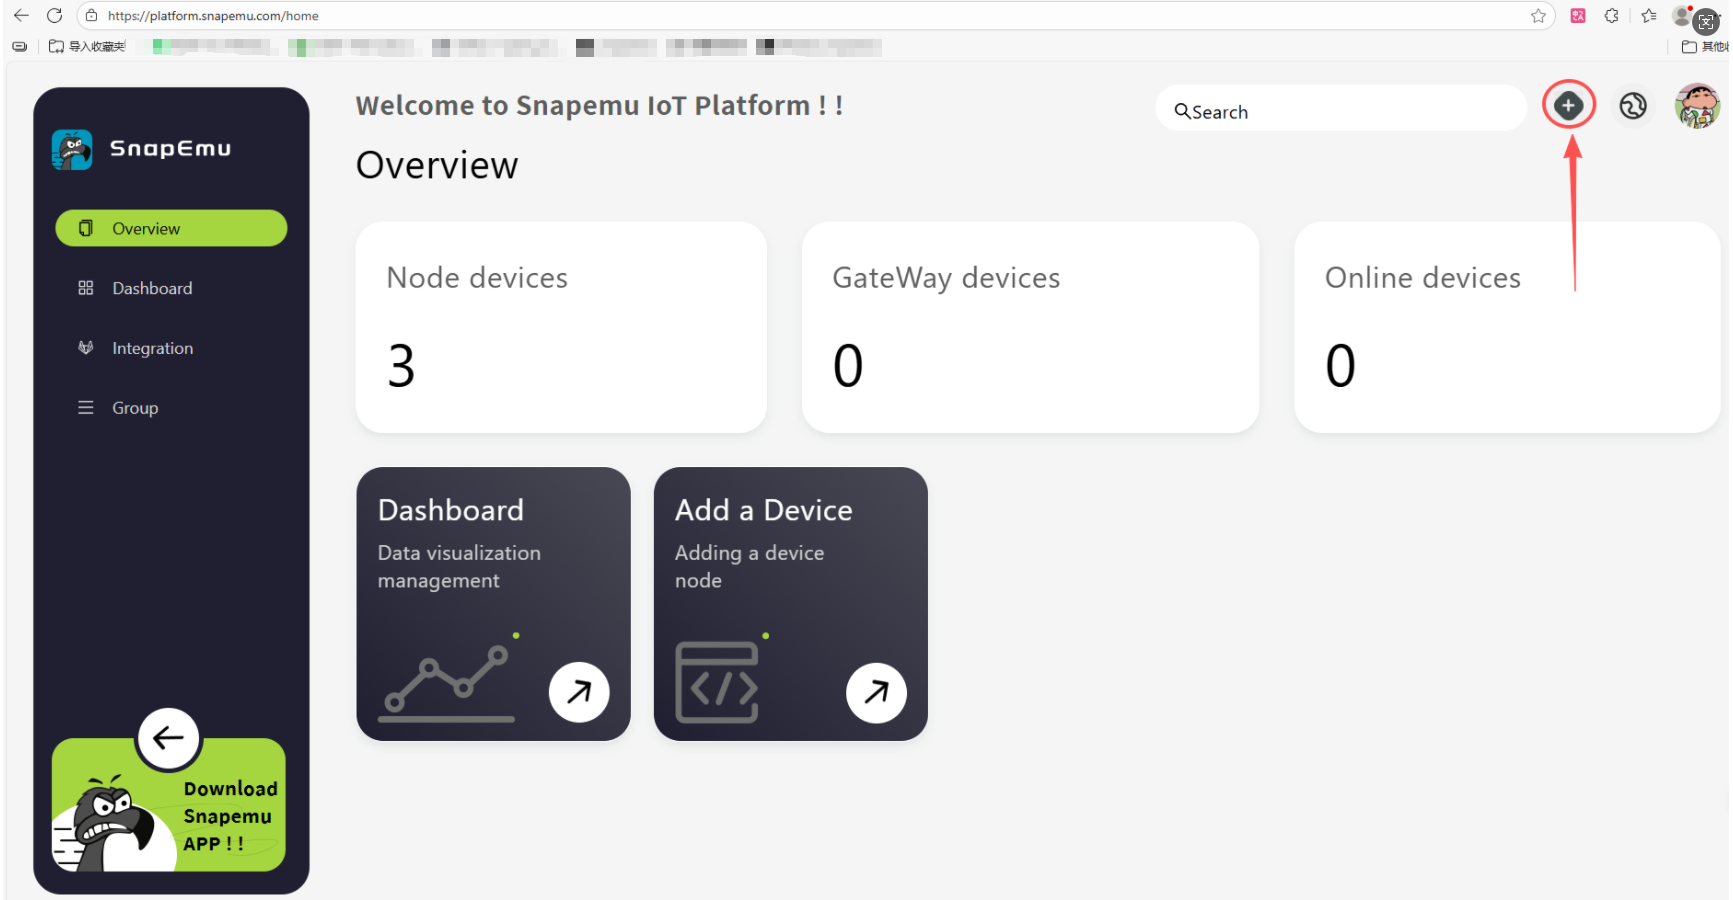 https://platform.snapemu.com/home
导入收藏夹
Welcome to Snapemu IoT Platform ! !
Search
Overview
SnapEmu
Overview
Dashboard
Integration
Group
Node devices
3
GateWay devices
0
Online devices
0
Dashboard
Data visualization
management
Add a Device
Adding a device
node
Download
Snapemu
APP ! !